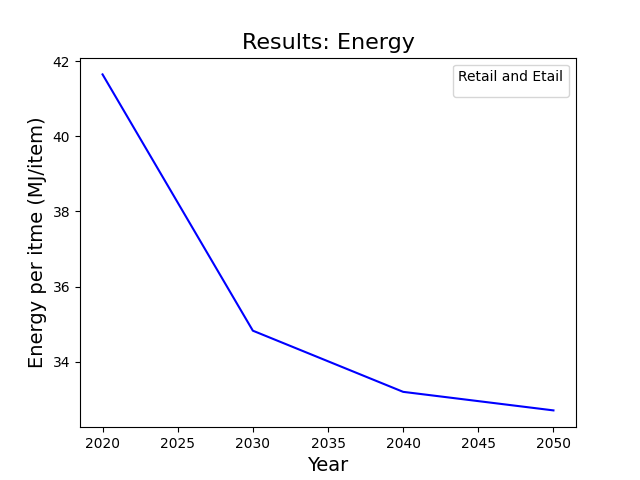 Results: Energy
Retail and Etail
Energy per itme (MJ/item)
42
40
38
36
34
2020 2025 2030 2035 2040 2045 2050
Year